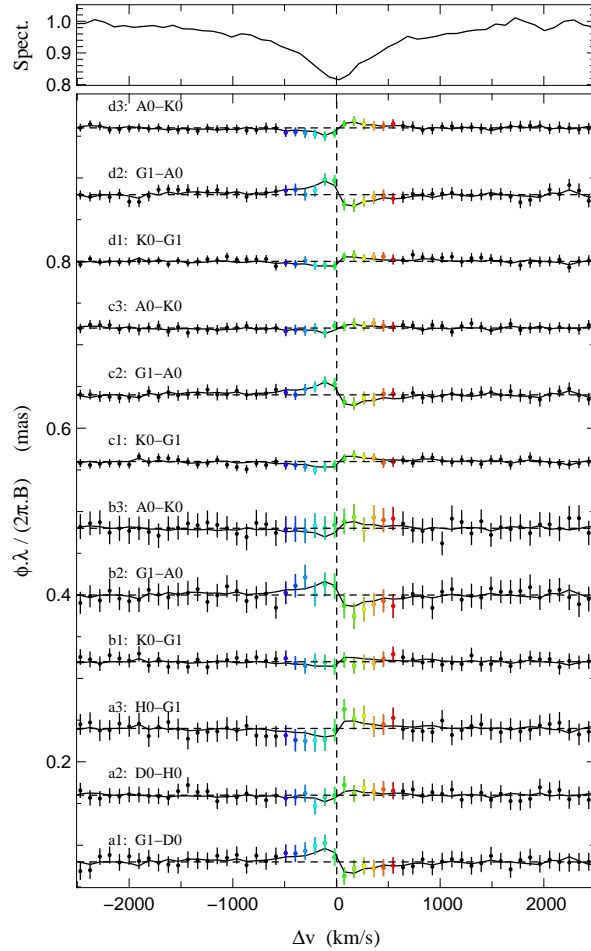 1.0
0.9
0.8
Spect.
d3: A0−K0
d2: G1−A0
d1: K0−G1
0.8
c3: A0−K0
c2: G1−A0
0.6
c1: K0−G1
b3: A0−K0
b2: G1−A0
0.4
b1: K0−G1
a3: H0−G1
0.2
a2: D0−H0
a1: G1−D0
φ.λ / (2π.B) (mas)
−2000 −1000 0 1000 2000
Δv (km/s)